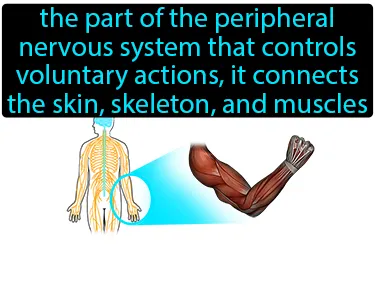 the part of the peripheral
nervous system that controls
voluntary actions, it connects
the skin, skeleton, and muscles